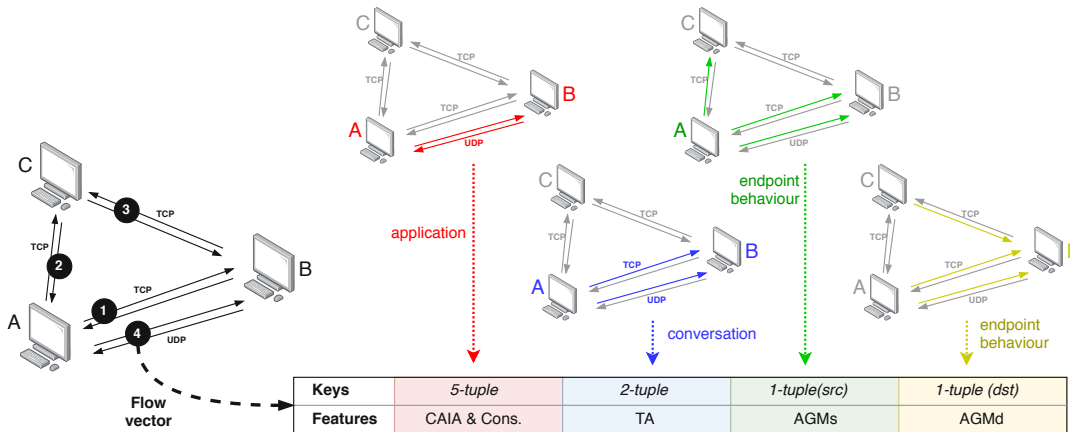 C
TCP
TCP
TCP
A
B
UDP
application
C
TCP
TCP
TCP
A
B
UDP
endpoint
behaviour
C
TCP
TCP
TCP
A
B
UDP
conversation
C
TCP
TCP
TCP
A
UDP
endpoint
behaviour
C
3
TCP
TCP
2
B
TCP
A
1
4
UDP
Flow
vector
Keys 5-tuple 2-tuple 1-tuple(src) 1-tuple (dst)
Features CAIA & Cons. TA AGMs AGMd